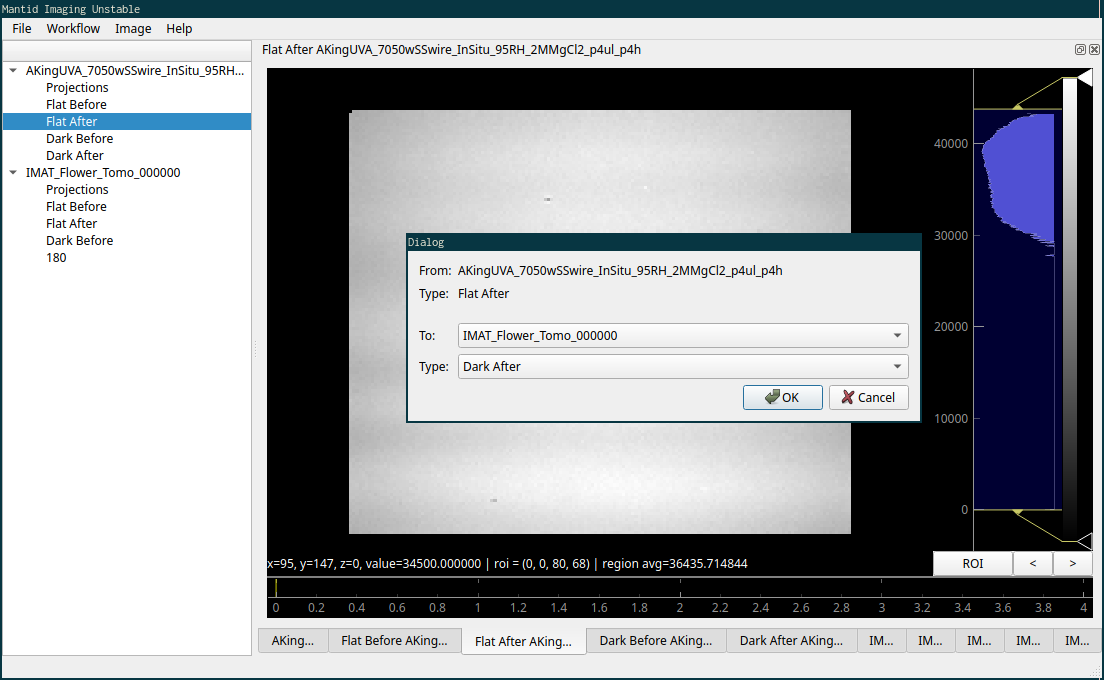 Mantid Imaging Unstable
File Workflow Image Help
AKingUVA_7050wSSwire_InSitu_95RH...
Projections
Flat Before
Flat After
Dark Before
Dark After
IMAT_Flower_Tomo_000000
Projections
Flat Before
Flat After
Dark Before
180
Flat After AKingUVA_7050wSSwire_InSitu_95RH_2MMgCl2_p4ul_p4h
40000
30000
20000
10000
0
Dialog
From: AKingUVA_7050wSSwire_InSitu_95RH_2MMgCl2_p4ul_p4h
Type: Flat After
To: IMAT_Flower_Tomo_000000
Type: Dark After
OK Cancel
x=95, y=147, z=0, value=34500.000000 | roi = (0, 0, 80, 68) | region avg=36435.714844
ROI < >
0 0.2 0.4 0.6 0.8 1 1.2 1.4 1.6 1.8 2 2.2 2.4 2.6 2.8 3 3.2 3.4 3.6 3.8 4
AKing... Flat Before AKing... Flat After AKing... Dark Before AKing... Dark After AKing... IM... IM... IM... IM... IM...